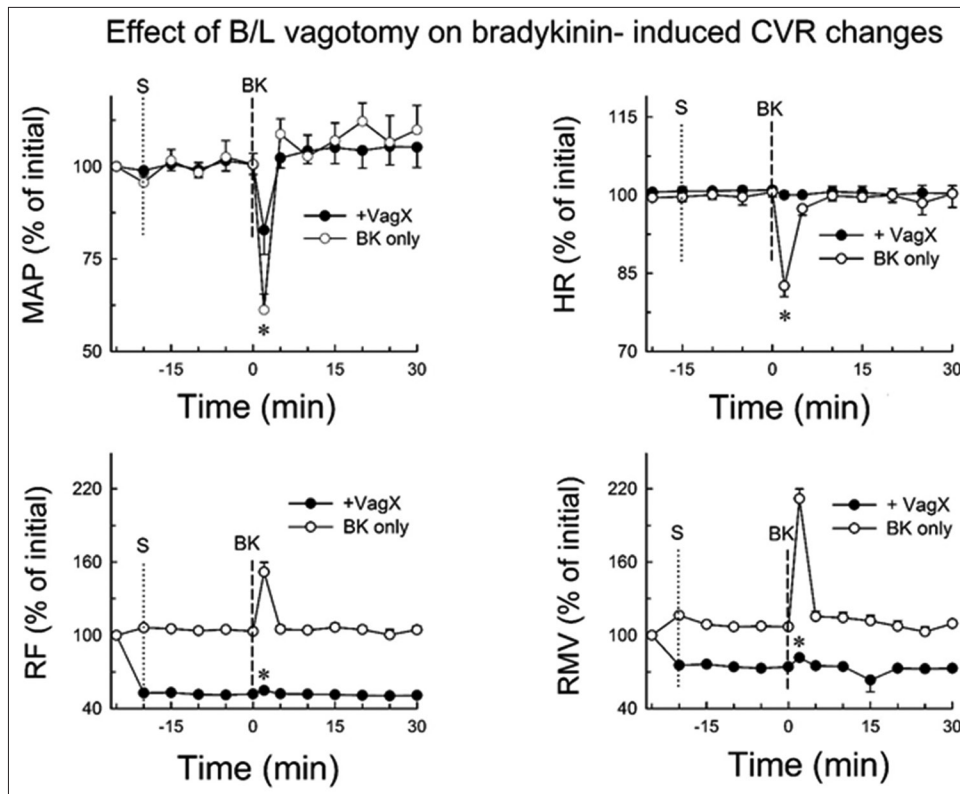 Effect of B/L vagotomy on bradykinin- induced CVR changes
S
BK
MAP (% of initial)
100
75
50
+VagX
BK only
*
-15 0 15 30
Time (min)
S
BK
HR (% of initial)
115
100
85
70
+ VagX
BK only
*
-15 0 15 30
Time (min)
S
BK
RF (% of initial)
220
160
100
40
+VagX
BK only
*
-15 0 15 30
Time (min)
S
BK
RMV (% of initial)
220
160
100
40
+ VagX
BK only
*
-15 0 15 30
Time (min)